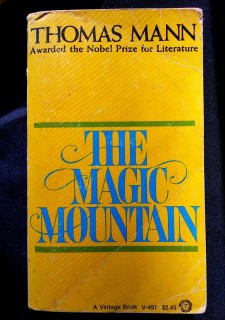 THOMAS MANN
Awarded the Nobel Prize for Literature
THE
MAGIC
MOUNTAIN
A Vintage Book V-497 $2.45